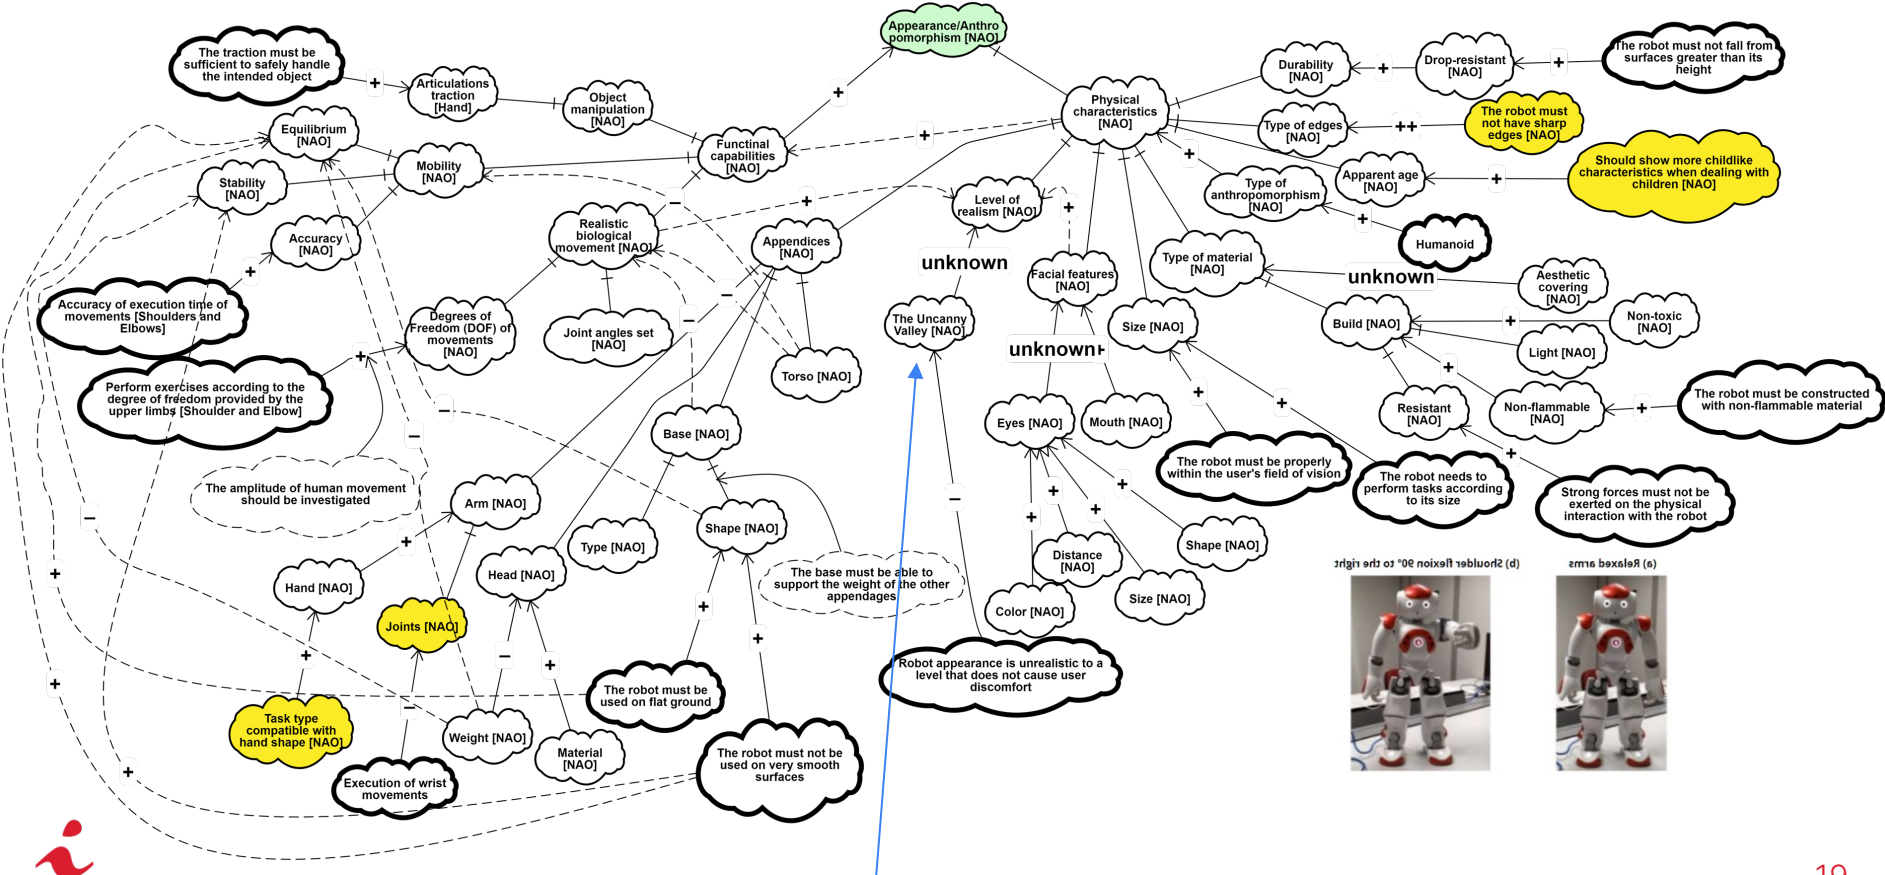 Appearance/Anthro
pomorphism [NAO]
The traction must be
sufficient to safely handle
the intended object
+
Articulations
traction
[Hand]
Object
manipulation
[NAO]
+
Physical
characteristics
[NAO]
Durability
[NAO]
+
Drop-resistant
[NAO]
+
The robot must not fall from
surfaces greater than its
height
Equilibrium
[NAO]
Mobility
[NAO]
Functinal
capabilities
[NAO]
+
Type of edges
[NAO]
++
The robot must
not have sharp
edges [NAO]
Stability
[NAO]
Accuracy
[NAO]
+
Realistic
biological
movement [NAO]
−
+
Appendices
[NAO]
Level of
realism [NAO]
+
+
Type of
anthropomorphism
[NAO]
Apparent age
[NAO]
+
Should show more childlike
characteristics when dealing with
children [NAO]
+
Humanoid
unknown
Accuracy of execution time of
movements [Shoulders and
Elbows]
Degrees of
Freedom (DOF) of
movements
[NAO]
Joint angles set
[NAO]
−
−
Torso [NAO]
The Uncanny
Valley [NAO]
Facial features
[NAO]
Size [NAO]
Type of material
[NAO]
unknown
Aesthetic
covering
[NAO]
Build [NAO]
+
Non-toxic
[NAO]
Light [NAO]
+
Perform exercises according to the
degree of freedom provided by the
upper limbs [Shoulder and Elbow]
+
unknown+
Eyes [NAO]
Mouth [NAO]
+
+
Resistant
[NAO]
Non-flammable
[NAO]
+
The robot must be constructed
with non-flammable material
+
−
−
Base [NAO]
The robot must be properly
within the user's field of vision
The robot needs to
perform tasks according
to its size
Strong forces must not be
exerted on the physical
interaction with the robot
The amplitude of human movement
should be investigated
Arm [NAO]
Type [NAO]
Shape [NAO]
−
+
+
+
+
Shape [NAO]
Distance
[NAO]
Size [NAO]
Color [NAO]
−
+
Hand [NAO]
Head [NAO]
The base must be able to
support the weight of the other
appendages
Joints [NAO]
+
+
−
+
+
+
+
Robot appearance is unrealistic to a
level that does not cause user
discomfort
The robot must be
used on flat ground
Task type
compatible with
hand shape [NAO]
−
Weight [NAO]
Material
[NAO]
The robot must not be
used on very smooth
surfaces
Execution of wrist
movements
+
(b) Shoulder flexion 90° to the right
(a) Relaxed arms